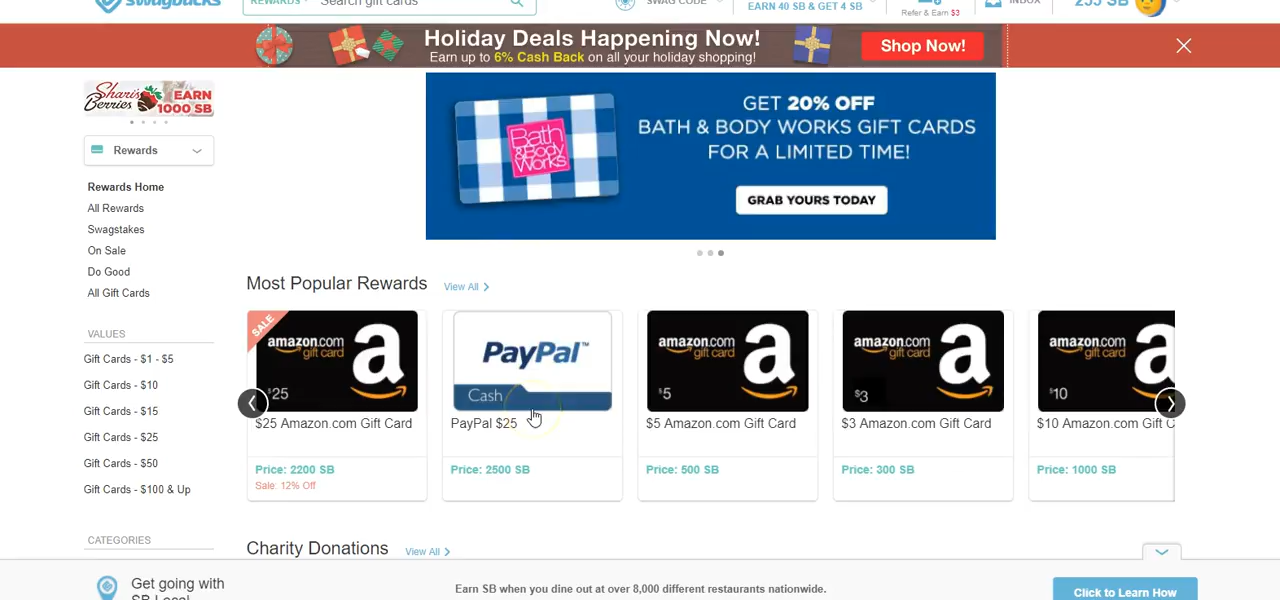 swagbucks
REWARDS
Search gift cards
SWAG CODE
EARN 40 SB & GET 4 SB
Refer & Earn $3
INBOX
Holiday Deals Happening Now!
Shop Now!
Earn up to 6% Cash Back on all your holiday shopping!
Shari's
Berries
EARN
1000 SB
Rewards
Rewards Home
All Rewards
Swagstakes
On Sale
Do Good
All Gift Cards
VALUES
Gift Cards - $1 - $5
Gift Cards - $10
Gift Cards - $15
Gift Cards - $25
Gift Cards - $50
Gift Cards - $100 & Up
CATEGORIES
Bath &
Body
Works
GET 20% OFF
BATH & BODY WORKS GIFT CARDS
FOR A LIMITED TIME!
GRAB YOURS TODAY
Most Popular Rewards
View All
SALE
amazon.com
gift card
$25
$25 Amazon.com Gift Card
Price: 2200 SB
Sale: 12% Off
PayPal™
Cash
PayPal $25
Price: 2500 SB
amazon.com
gift card
$5
$5 Amazon.com Gift Card
Price: 500 SB
amazon.com
gift card
$3
$3 Amazon.com Gift Card
Price: 300 SB
amazon.com
gift card
$10
$10 Amazon.com Gift C
Price: 1000 SB
Charity Donations
View All
Get going with
SB Local
Earn SB when you dine out at over 8,000 different restaurants nationwide.
Click to Learn How